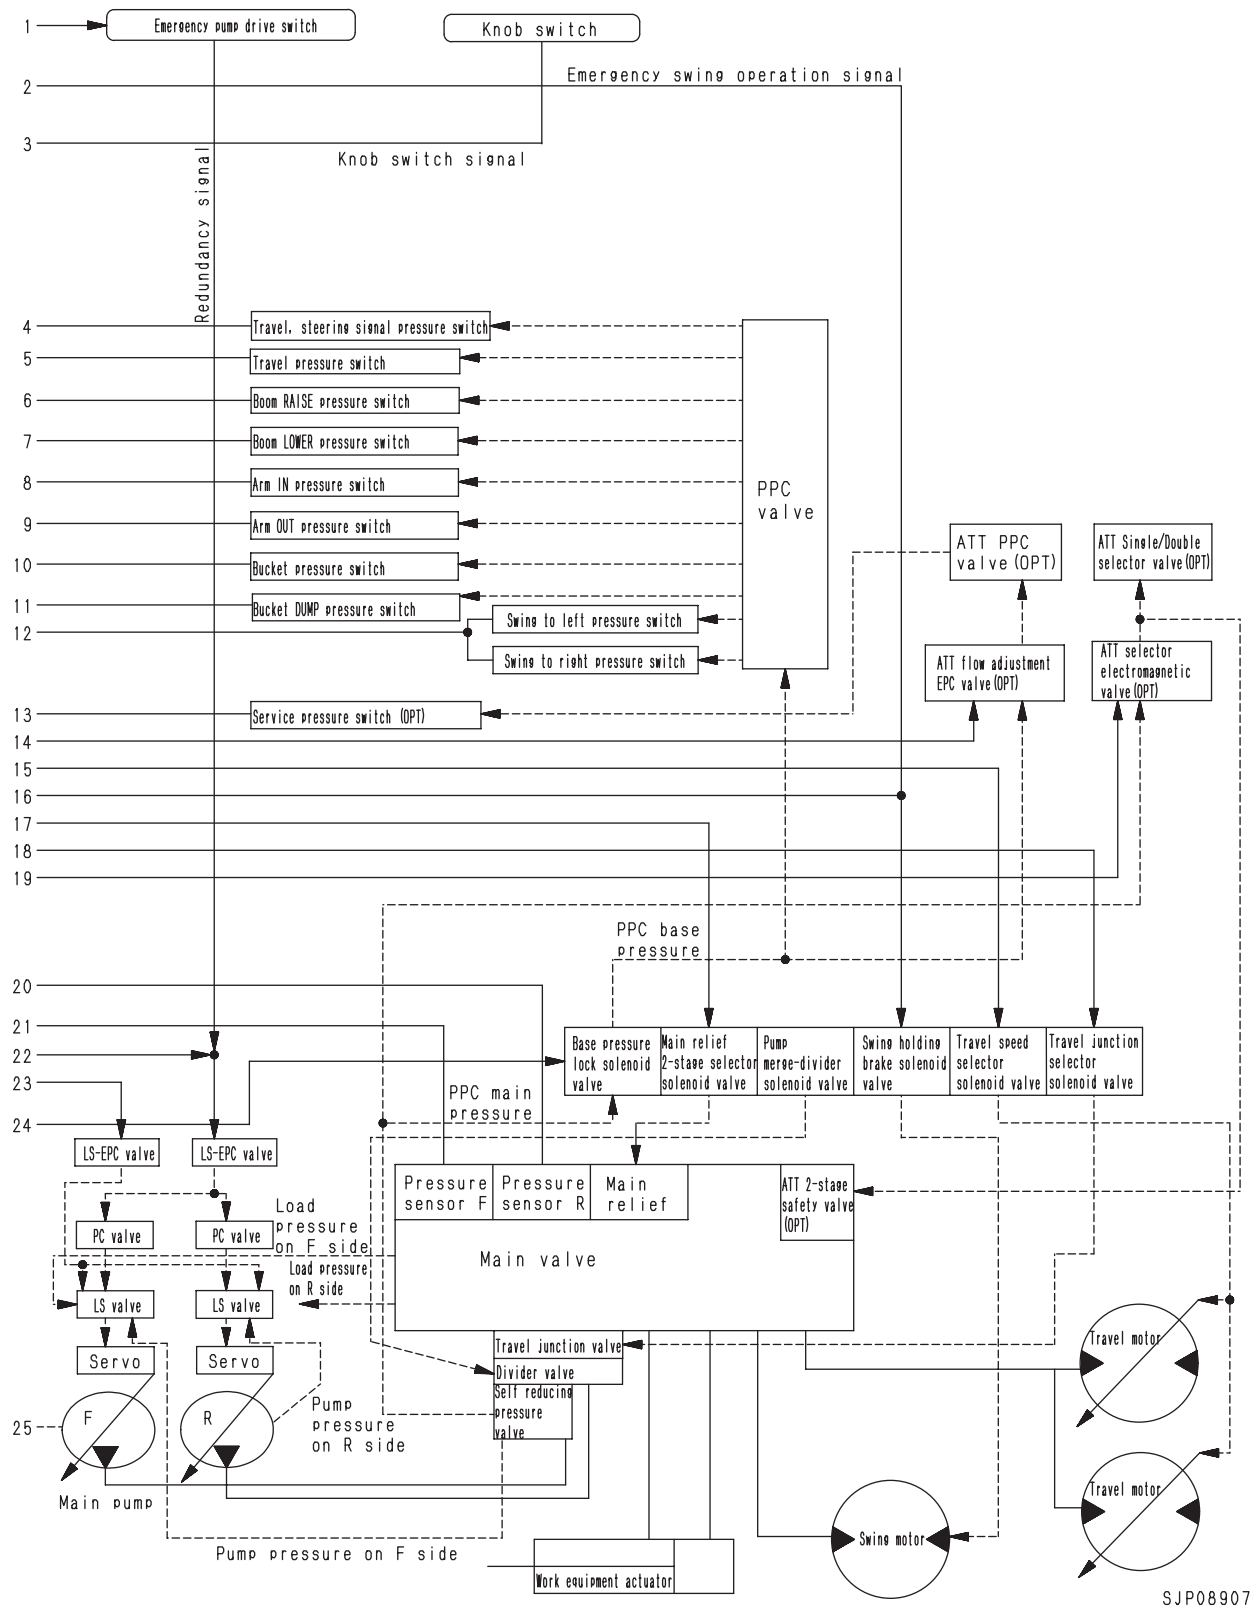 1
Emergency pump drive switch
Knob switch
2
Emergency swing operation signal
3
Knob switch signal
Redundancy signal
4
Travel, steering signal pressure switch
5
Travel pressure switch
6
Boom RAISE pressure switch
7
Boom LOWER pressure switch
8
Arm IN pressure switch
9
Arm OUT pressure switch
10
Bucket pressure switch
11
Bucket DUMP pressure switch
12
Swing to left pressure switch
Swing to right pressure switch
PPC
valve
ATT PPC
valve (OPT)
ATT Single/Double
selector valve (OPT)
ATT flow adjustment
EPC valve (OPT)
ATT selector
electromagnetic
valve (OPT)
13
Service pressure switch (OPT)
14
15
16
17
18
19
PPC base
pressure
20
21
22
23
24
Base pressure
lock solenoid
valve
Main relief
2-stage selector
solenoid valve
Pump
merge-divider
solenoid valve
Swing holding
brake solenoid
valve
Travel speed
selector
solenoid valve
Travel junction
selector
solenoid valve
PPC main
pressure
LS-EPC valve
LS-EPC valve
Pressure
sensor F
Pressure
sensor R
Main
relief
ATT 2-stage
safety valve
(OPT)
Load
pressure
on F side
PC valve
PC valve
Main valve
Load pressure
on R side
LS valve
LS valve
Servo
Servo
Travel junction valve
Divider valve
Self reducing
pressure
valve
Travel motor
25
F
R
Pump
pressure
on R side
Main pump
Travel motor
Swing motor
Pump pressure on F side
Work equipment actuator
SJP08907